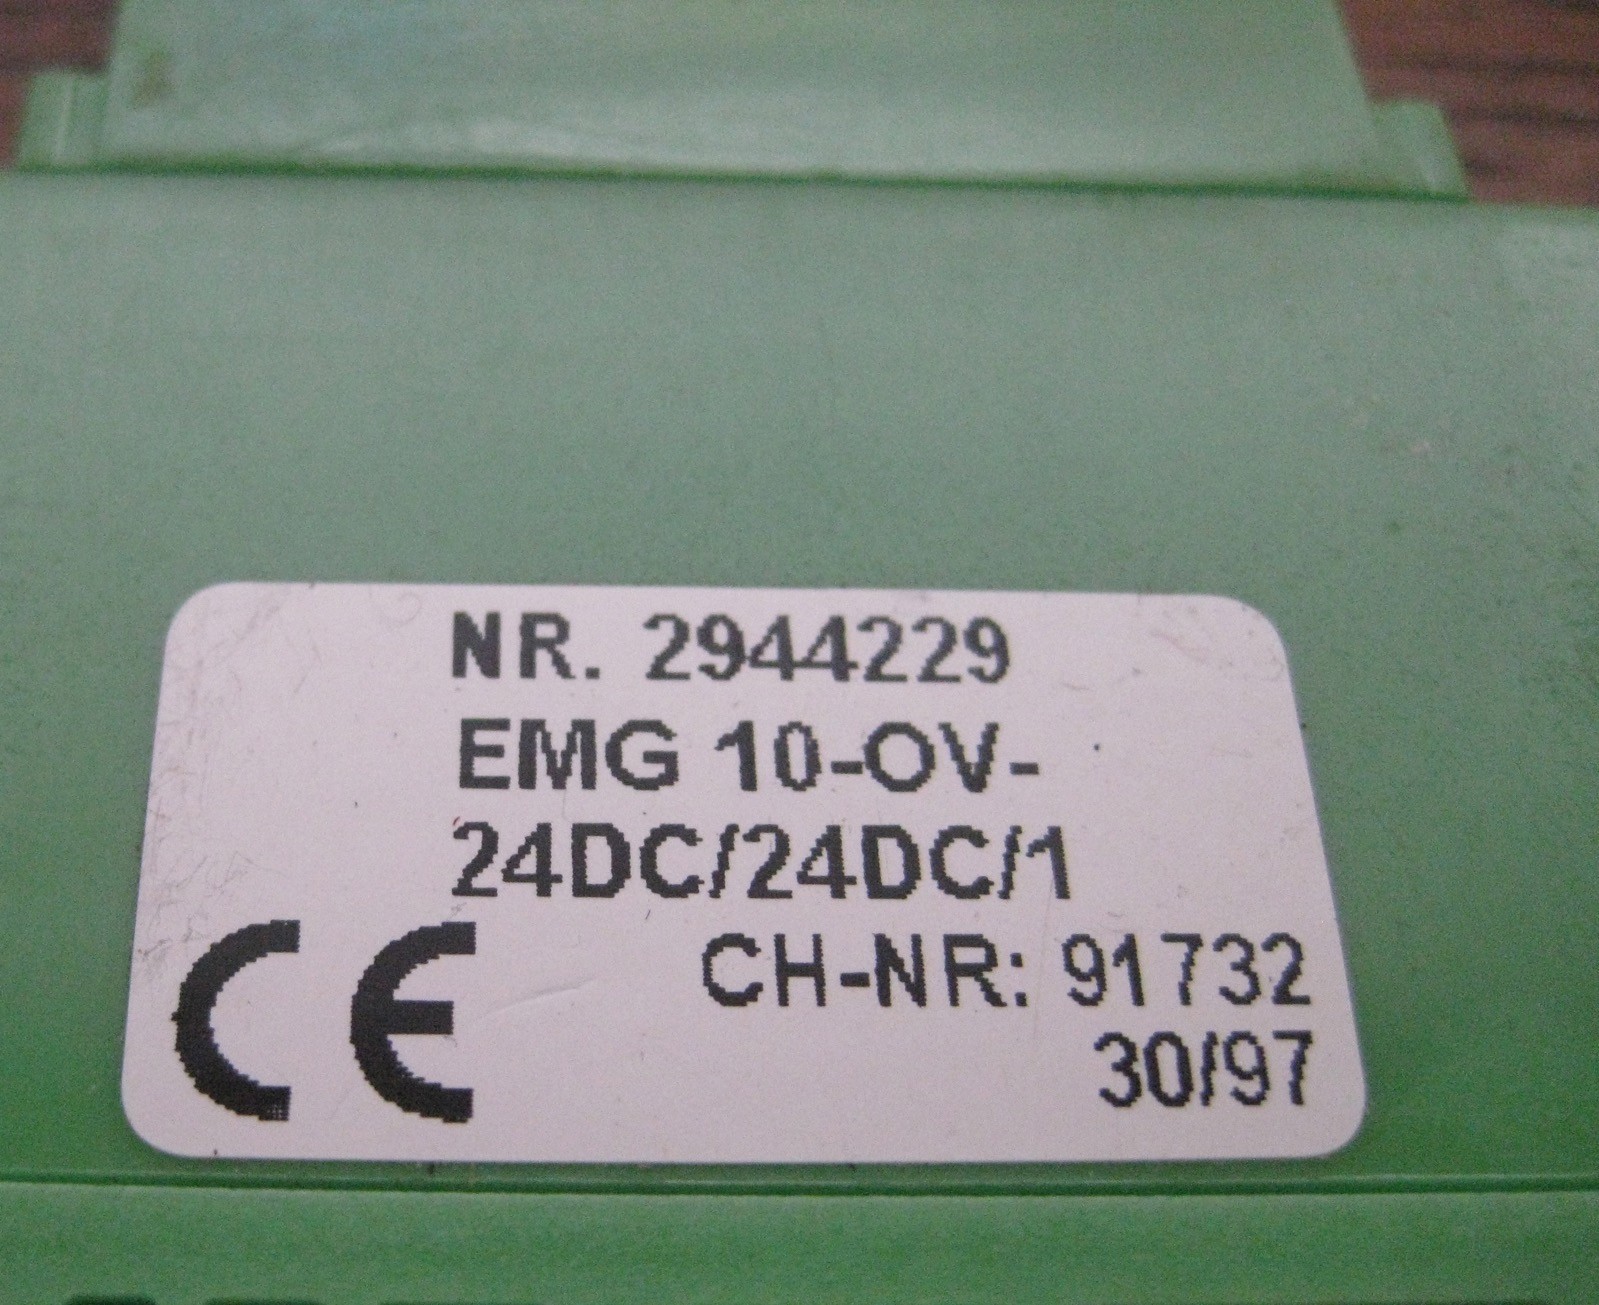 NR. 2944229
EMG 10-OV-
24DC/24DC/1
CE CH-NR: 91732
30/97